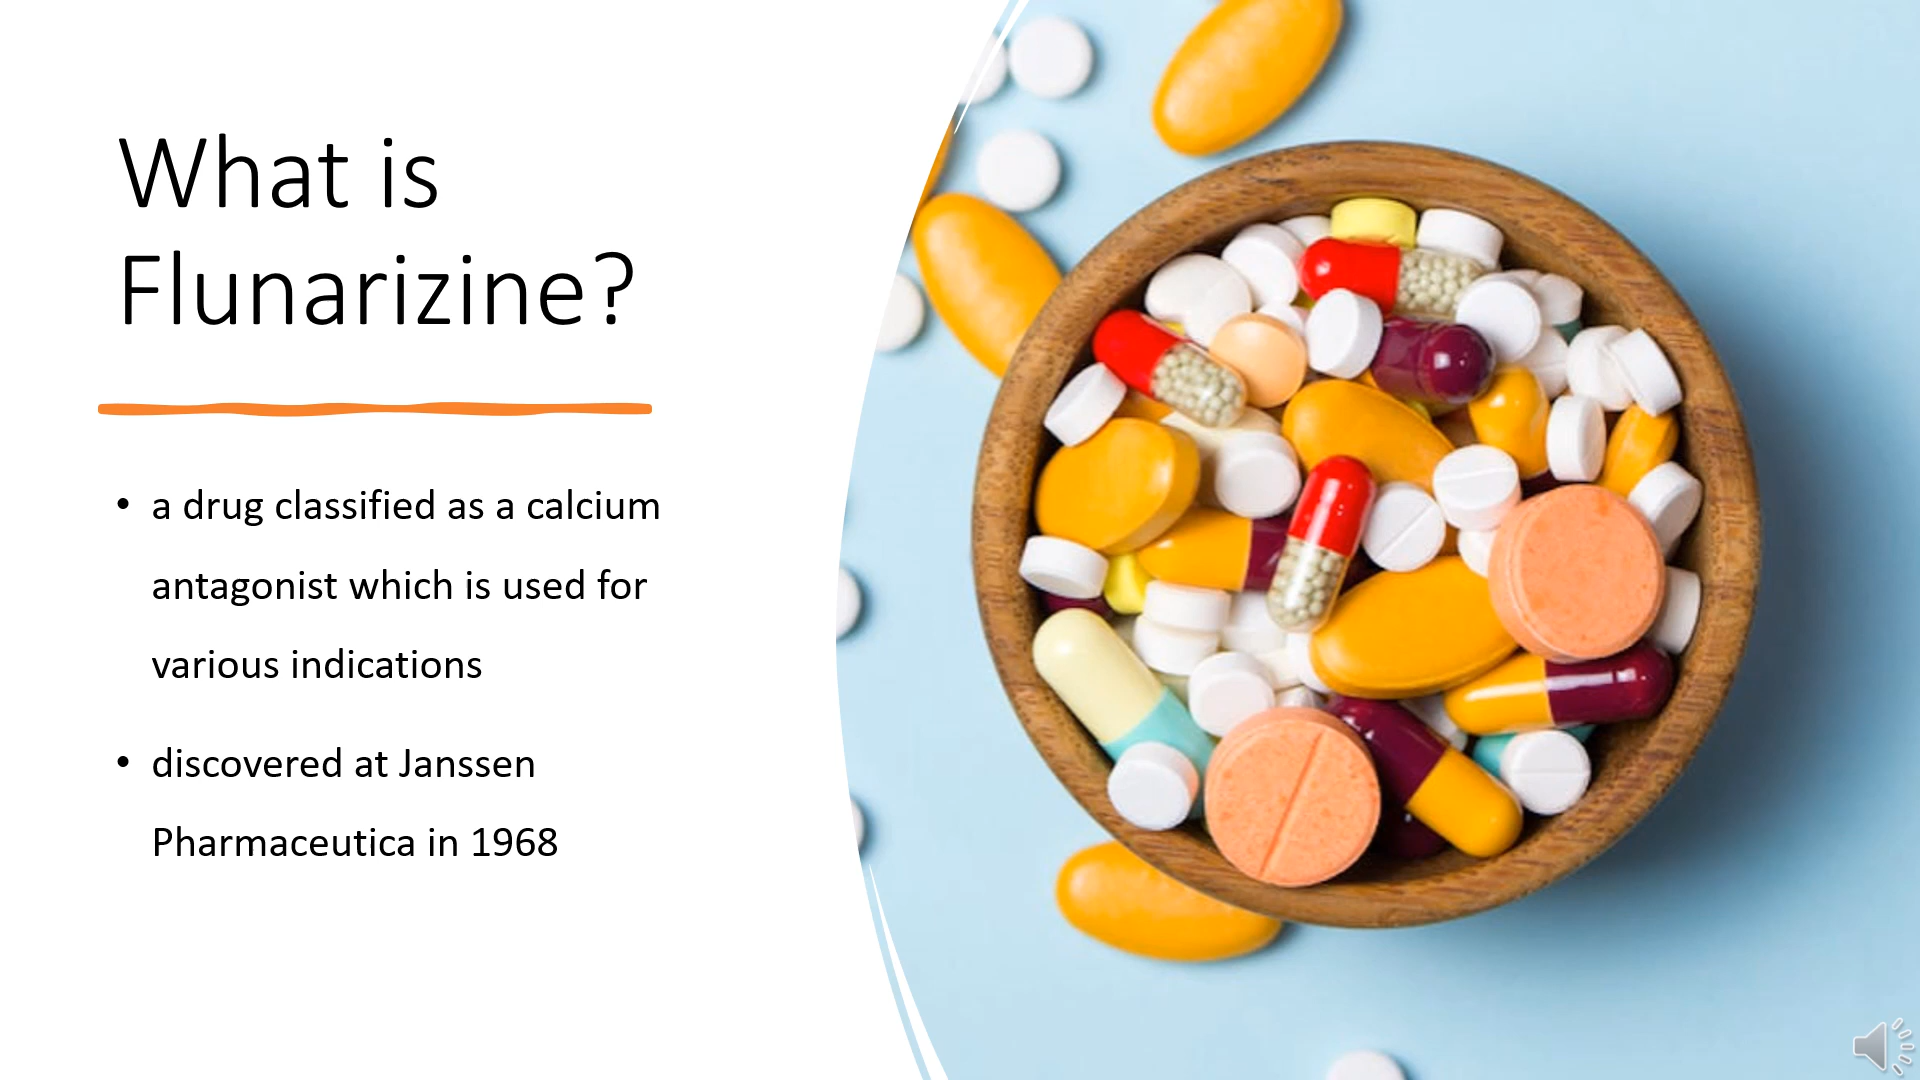 What is
Flunarizine?
• a drug classified as a calcium
antagonist which is used for
various indications
• discovered at Janssen
Pharmaceutica in 1968